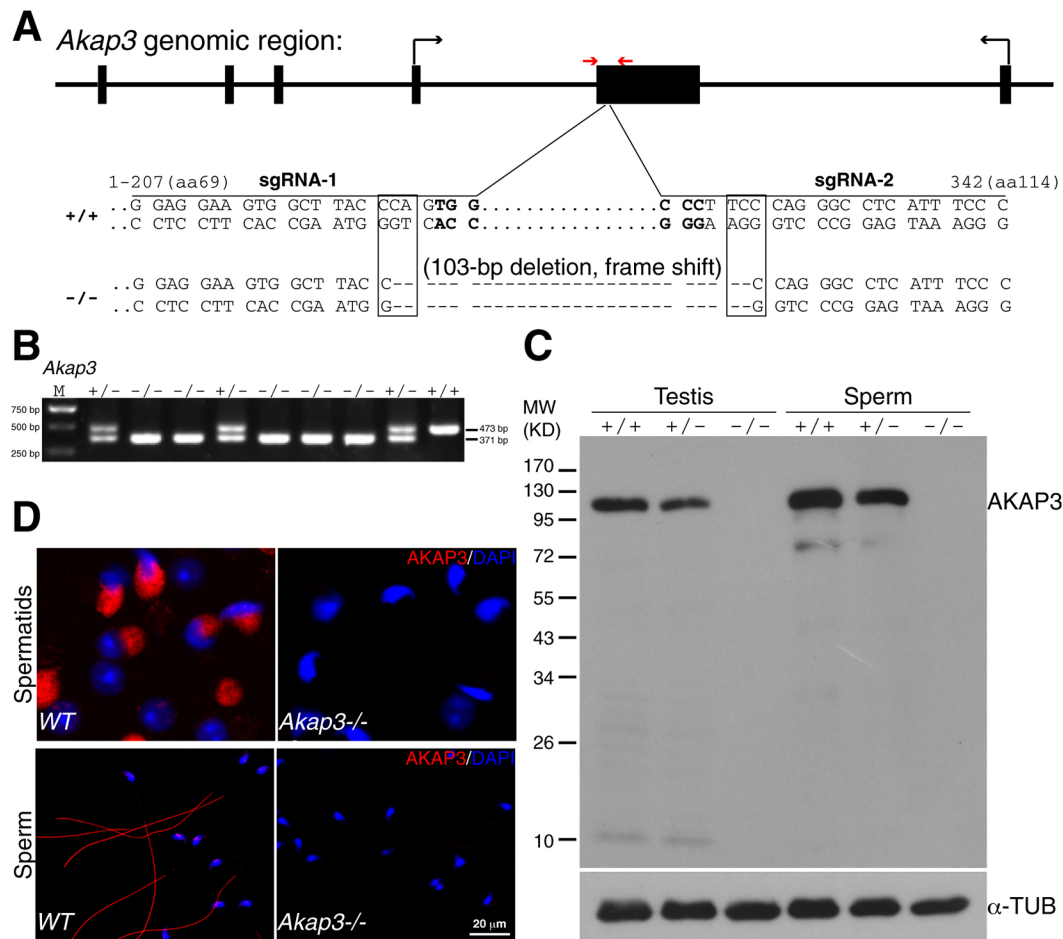 A
Akap3 genomic region:
1-207(aa69) sgRNA-1 sgRNA-2 342(aa114)
+/+
..G GAG GAA GTG GCT TAC CCA GTGG G...............C CCCT TCC CAG GGC CTC ATT TCC C
..C CTC CTT CAC CGA ATG GGT CACC C...............G GGGA AGG GTC CCG GAG TAA AGG G
(103-bp deletion, frame shift)
-/-
..G GAG GAA GTG GCT TAC C-- ---- --------------- ---- --C CAG GGC CTC ATT TCC C
..C CTC CTT CAC CGA ATG G-- ---- --------------- ---- --G GTC CCG GAG TAA AGG G
B
Akap3
M +/- -/- -/- +/- -/- -/- -/- +/- +/+
750 bp
500 bp
250 bp
473 bp
371 bp
C
Testis Sperm
MW
(KD)
+/+ +/- -/- +/+ +/- -/-
170
130
95
72
55
43
34
26
10
AKAP3
α-TUB
D
Spermatids
WT
AKAP3/DAPI
Akap3-/-
Sperm
WT
AKAP3/DAPI
Akap3-/-
20 μm